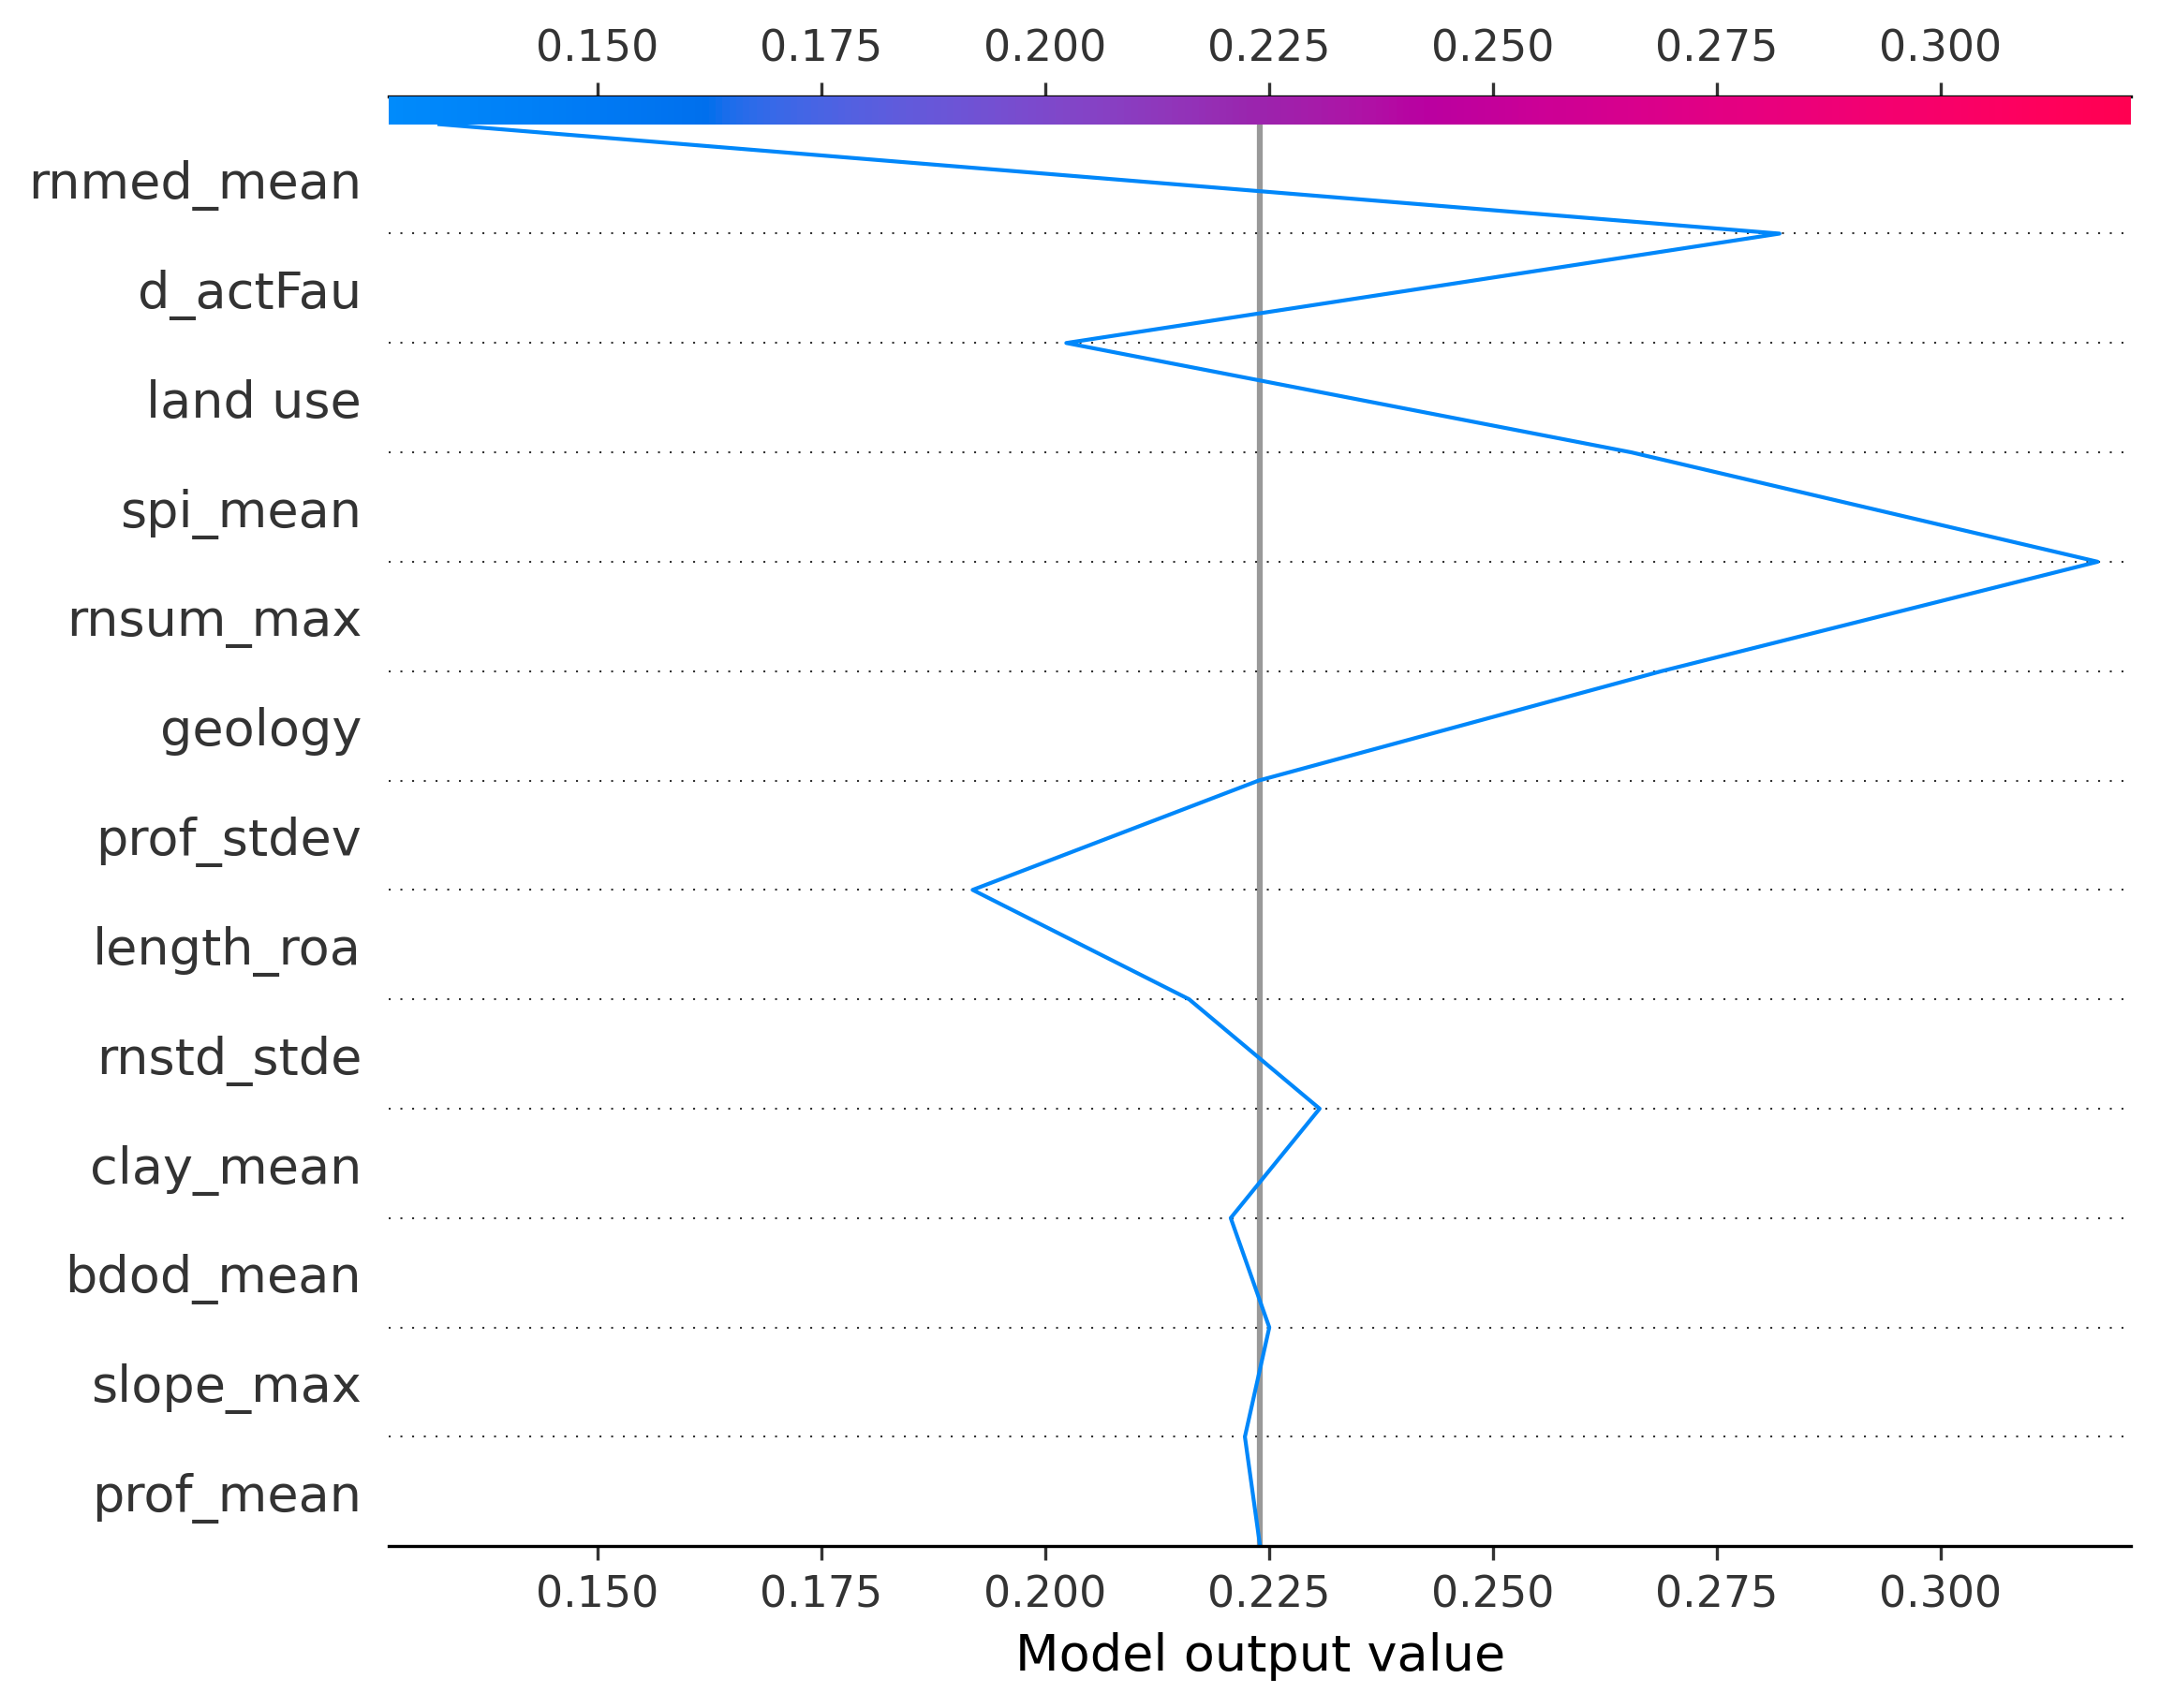 0.150 0.175 0.200 0.225 0.250 0.275 0.300
rnmed_mean
d_actFau
land use
spi_mean
rnsum_max
geology
prof_stdev
length_roa
rnstd_stde
clay_mean
bdod_mean
slope_max
prof_mean
0.150 0.175 0.200 0.225 0.250 0.275 0.300
Model output value